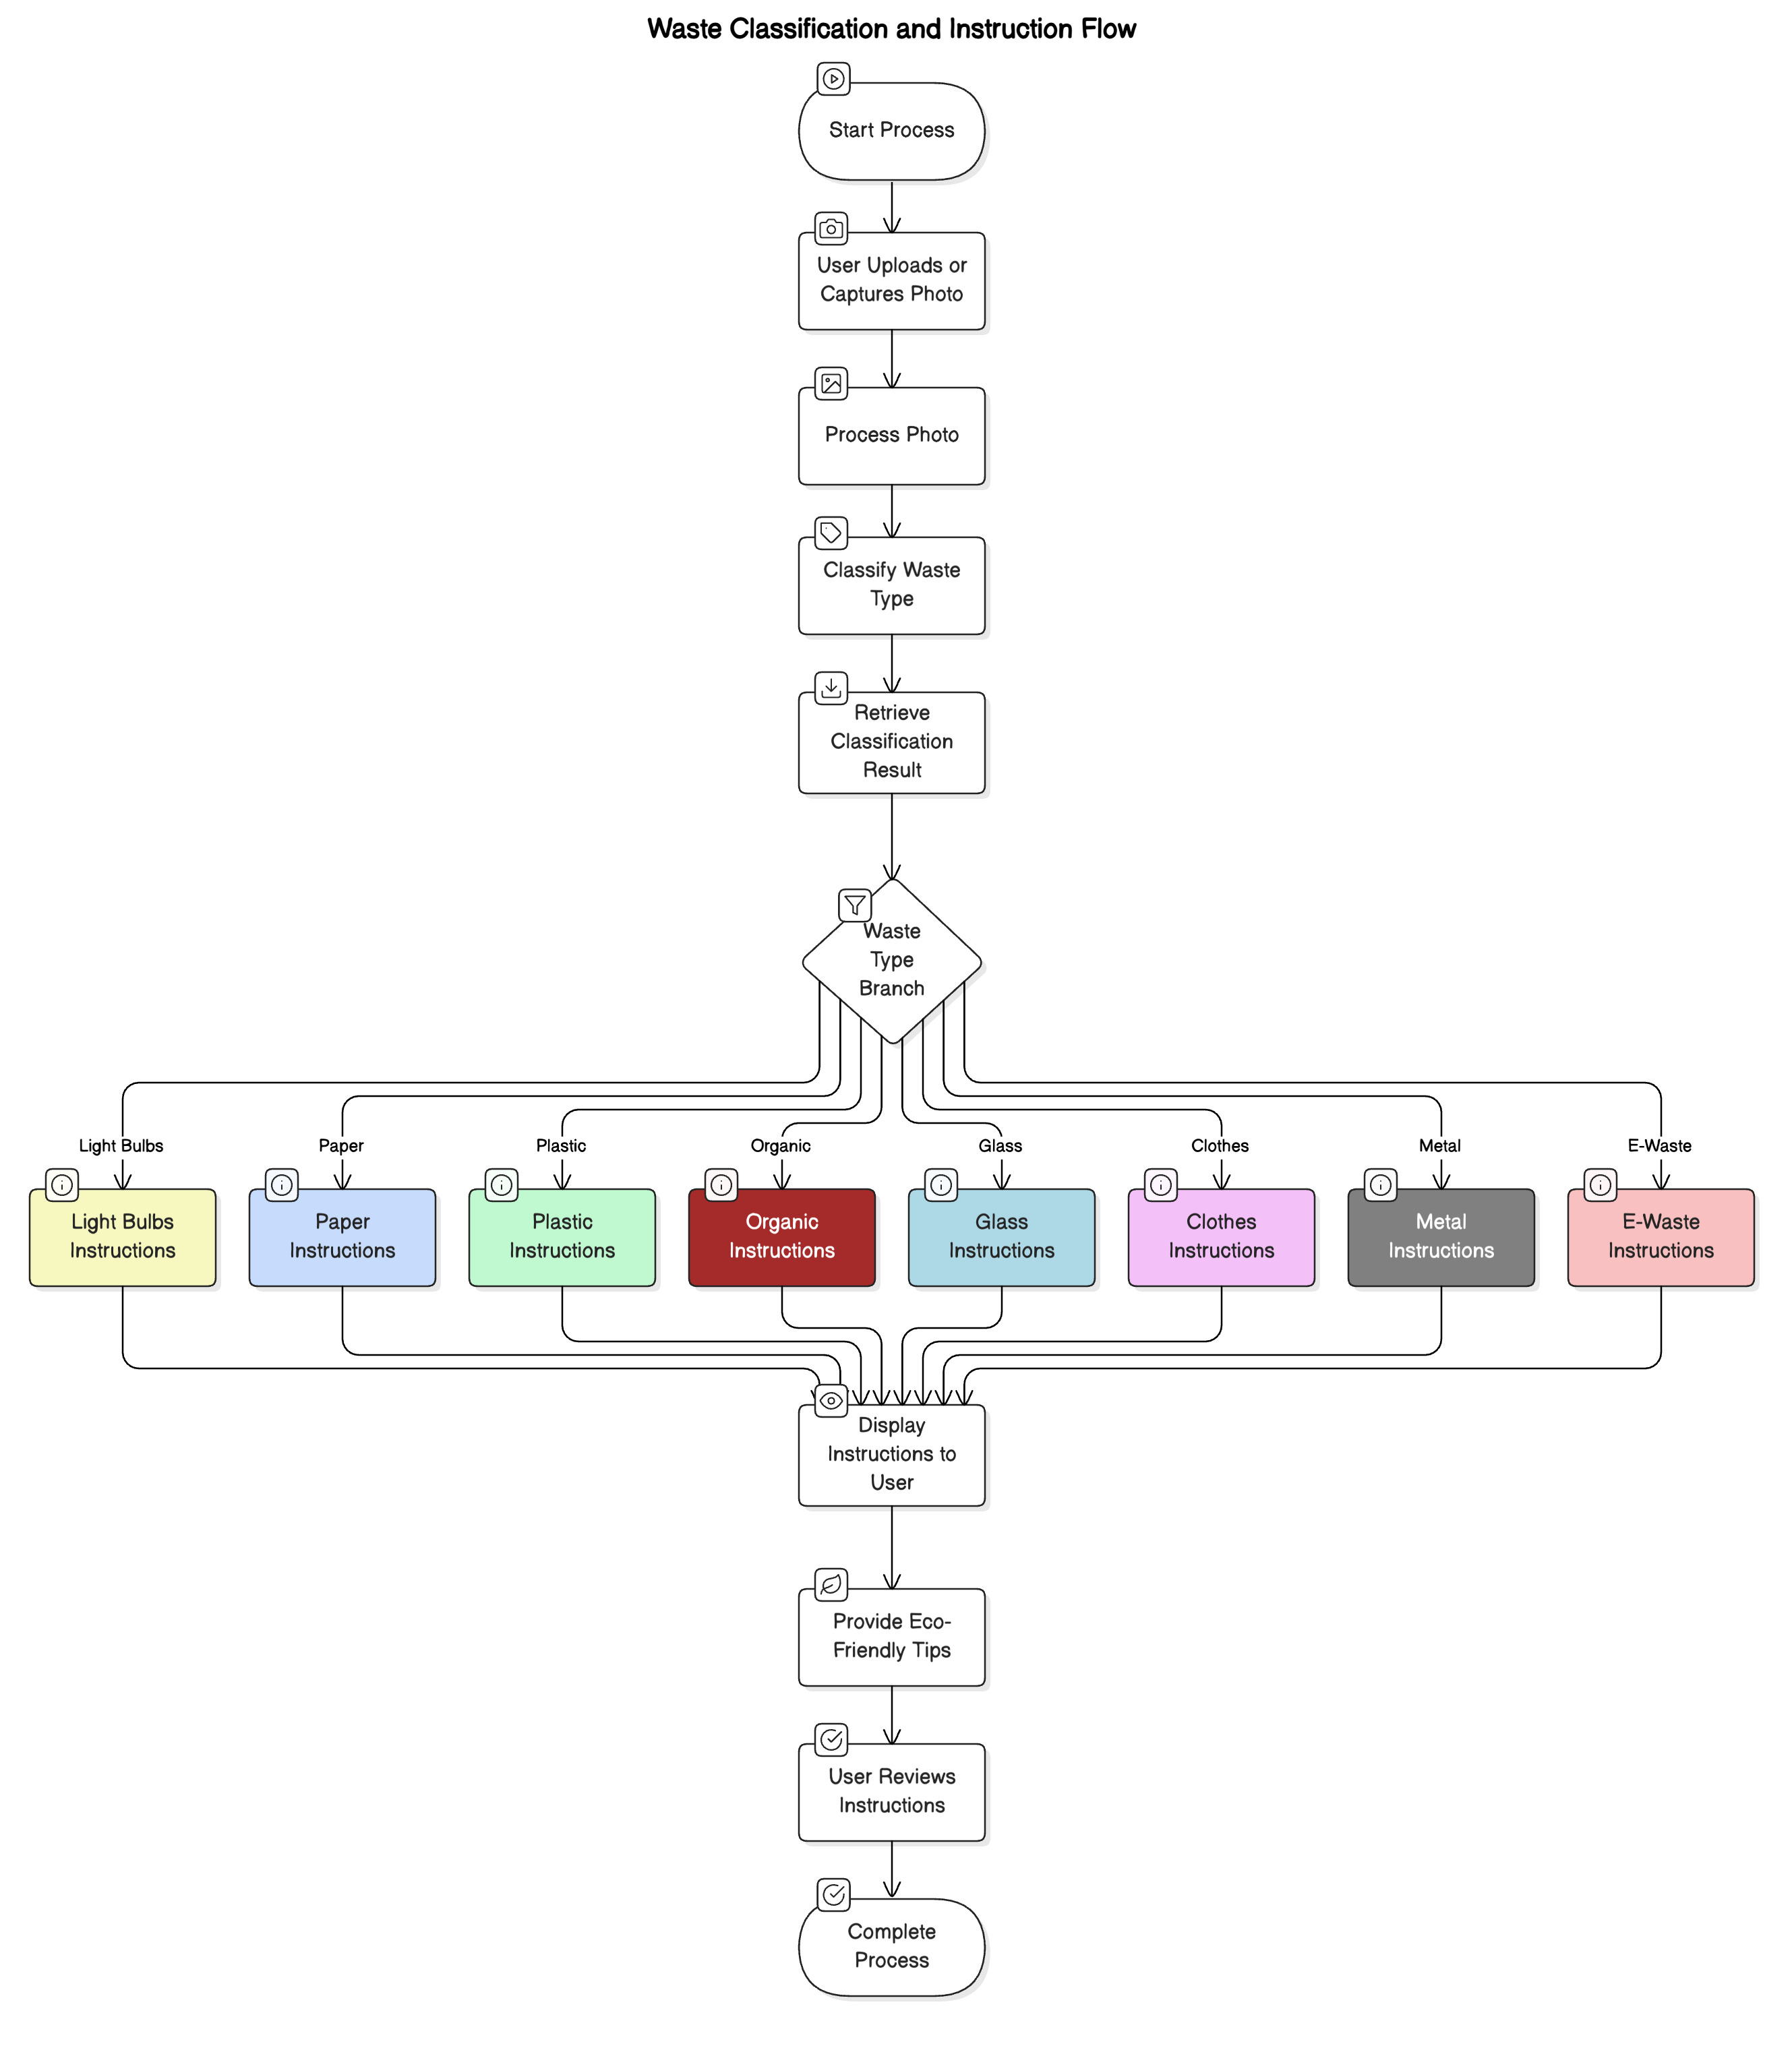 Waste Classification and Instruction Flow
Start Process
User Uploads or
Captures Photo
Process Photo
Classify Waste
Type
Retrieve
Classification
Result
Waste
Type
Branch
Light Bulbs
Paper
Plastic
Organic
Glass
Clothes
Metal
E-Waste
Light Bulbs
Instructions
Paper
Instructions
Plastic
Instructions
Organic
Instructions
Glass
Instructions
Clothes
Instructions
Metal
Instructions
E-Waste
Instructions
Display
Instructions to
User
Provide Eco-
Friendly Tips
User Reviews
Instructions
Complete
Process